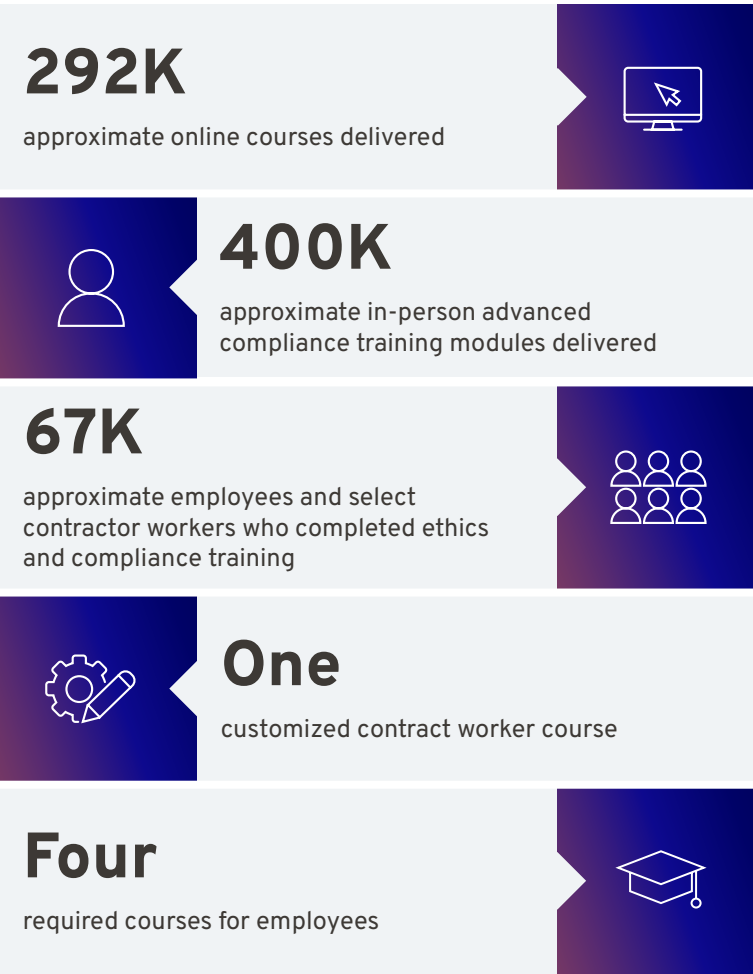 292K
approximate online courses delivered
400K
approximate in-person advanced
compliance training modules delivered
67K
approximate employees and select
contractor workers who completed ethics
and compliance training
One
customized contract worker course
Four
required courses for employees